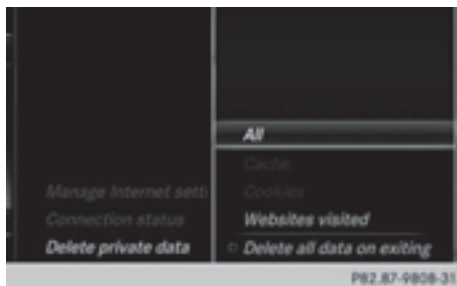 Manage Internet setti
Connection status
Delete private data
All
Cache
Cookies
Websites visited
Delete all data on exiting
P82.87-9808-31